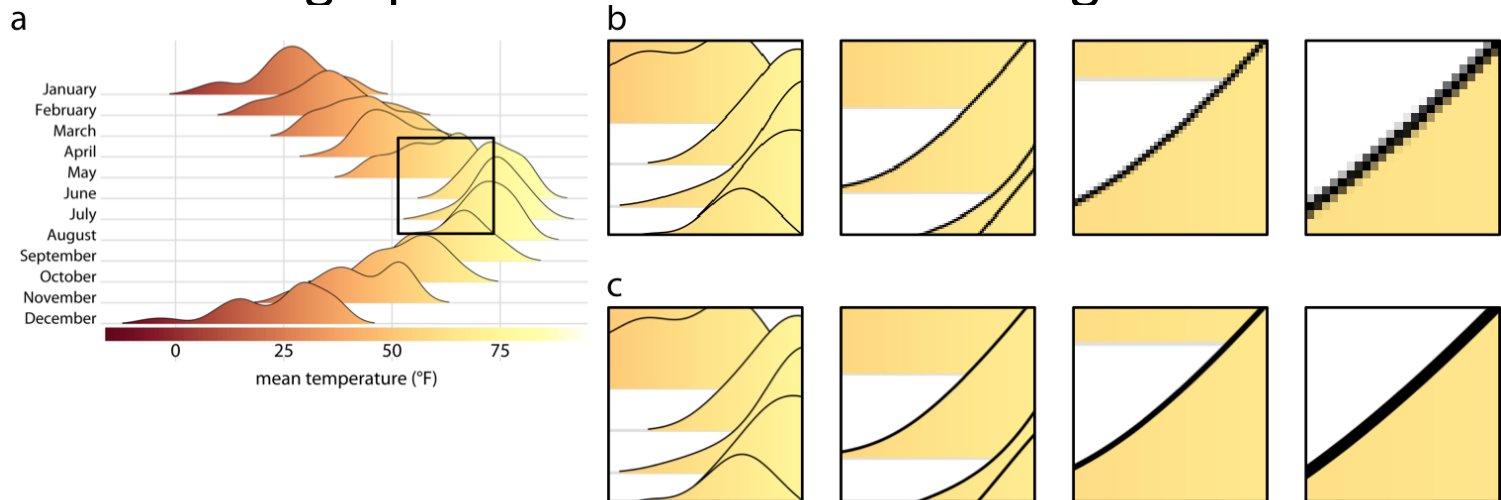 a
January
February
March
April
May
June
July
August
September
October
November
December
0 25 50 75
mean temperature (°F)
b
c